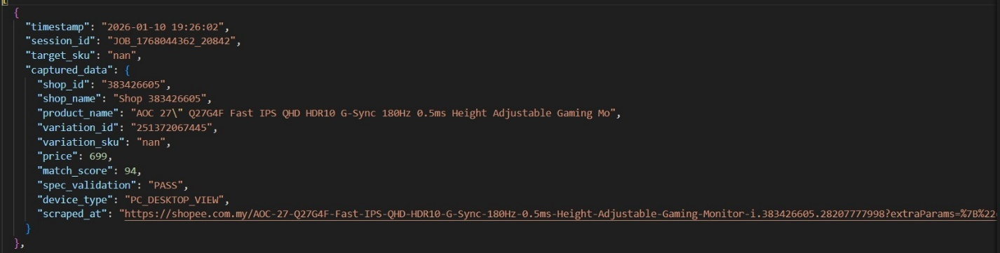 [
{
"timestamp": "2026-01-10 19:26:02",
"session_id": "JOB_1768044362_20842",
"target_sku": "nan",
"captured_data": {
"shop_id": "383426605",
"shop_name": "Shop 383426605",
"product_name": "AOC 27\" Q27G4F Fast IPS QHD HDR10 G-Sync 180Hz 0.5ms Height Adjustable Gaming Mo",
"variation_id": "251372067445",
"variation_sku": "nan",
"price": 699,
"match_score": 94,
"spec_validation": "PASS",
"device_type": "PC_DESKTOP_VIEW",
"scraped_at": "https://shopee.com.my/AOC-27-Q27G4F-Fast-IPS-QHD-HDR10-G-Sync-180Hz-0.5ms-Height-Adjustable-Gaming-Monitor-i.383426605.28207777998?extraParams=%7B%22
}
},